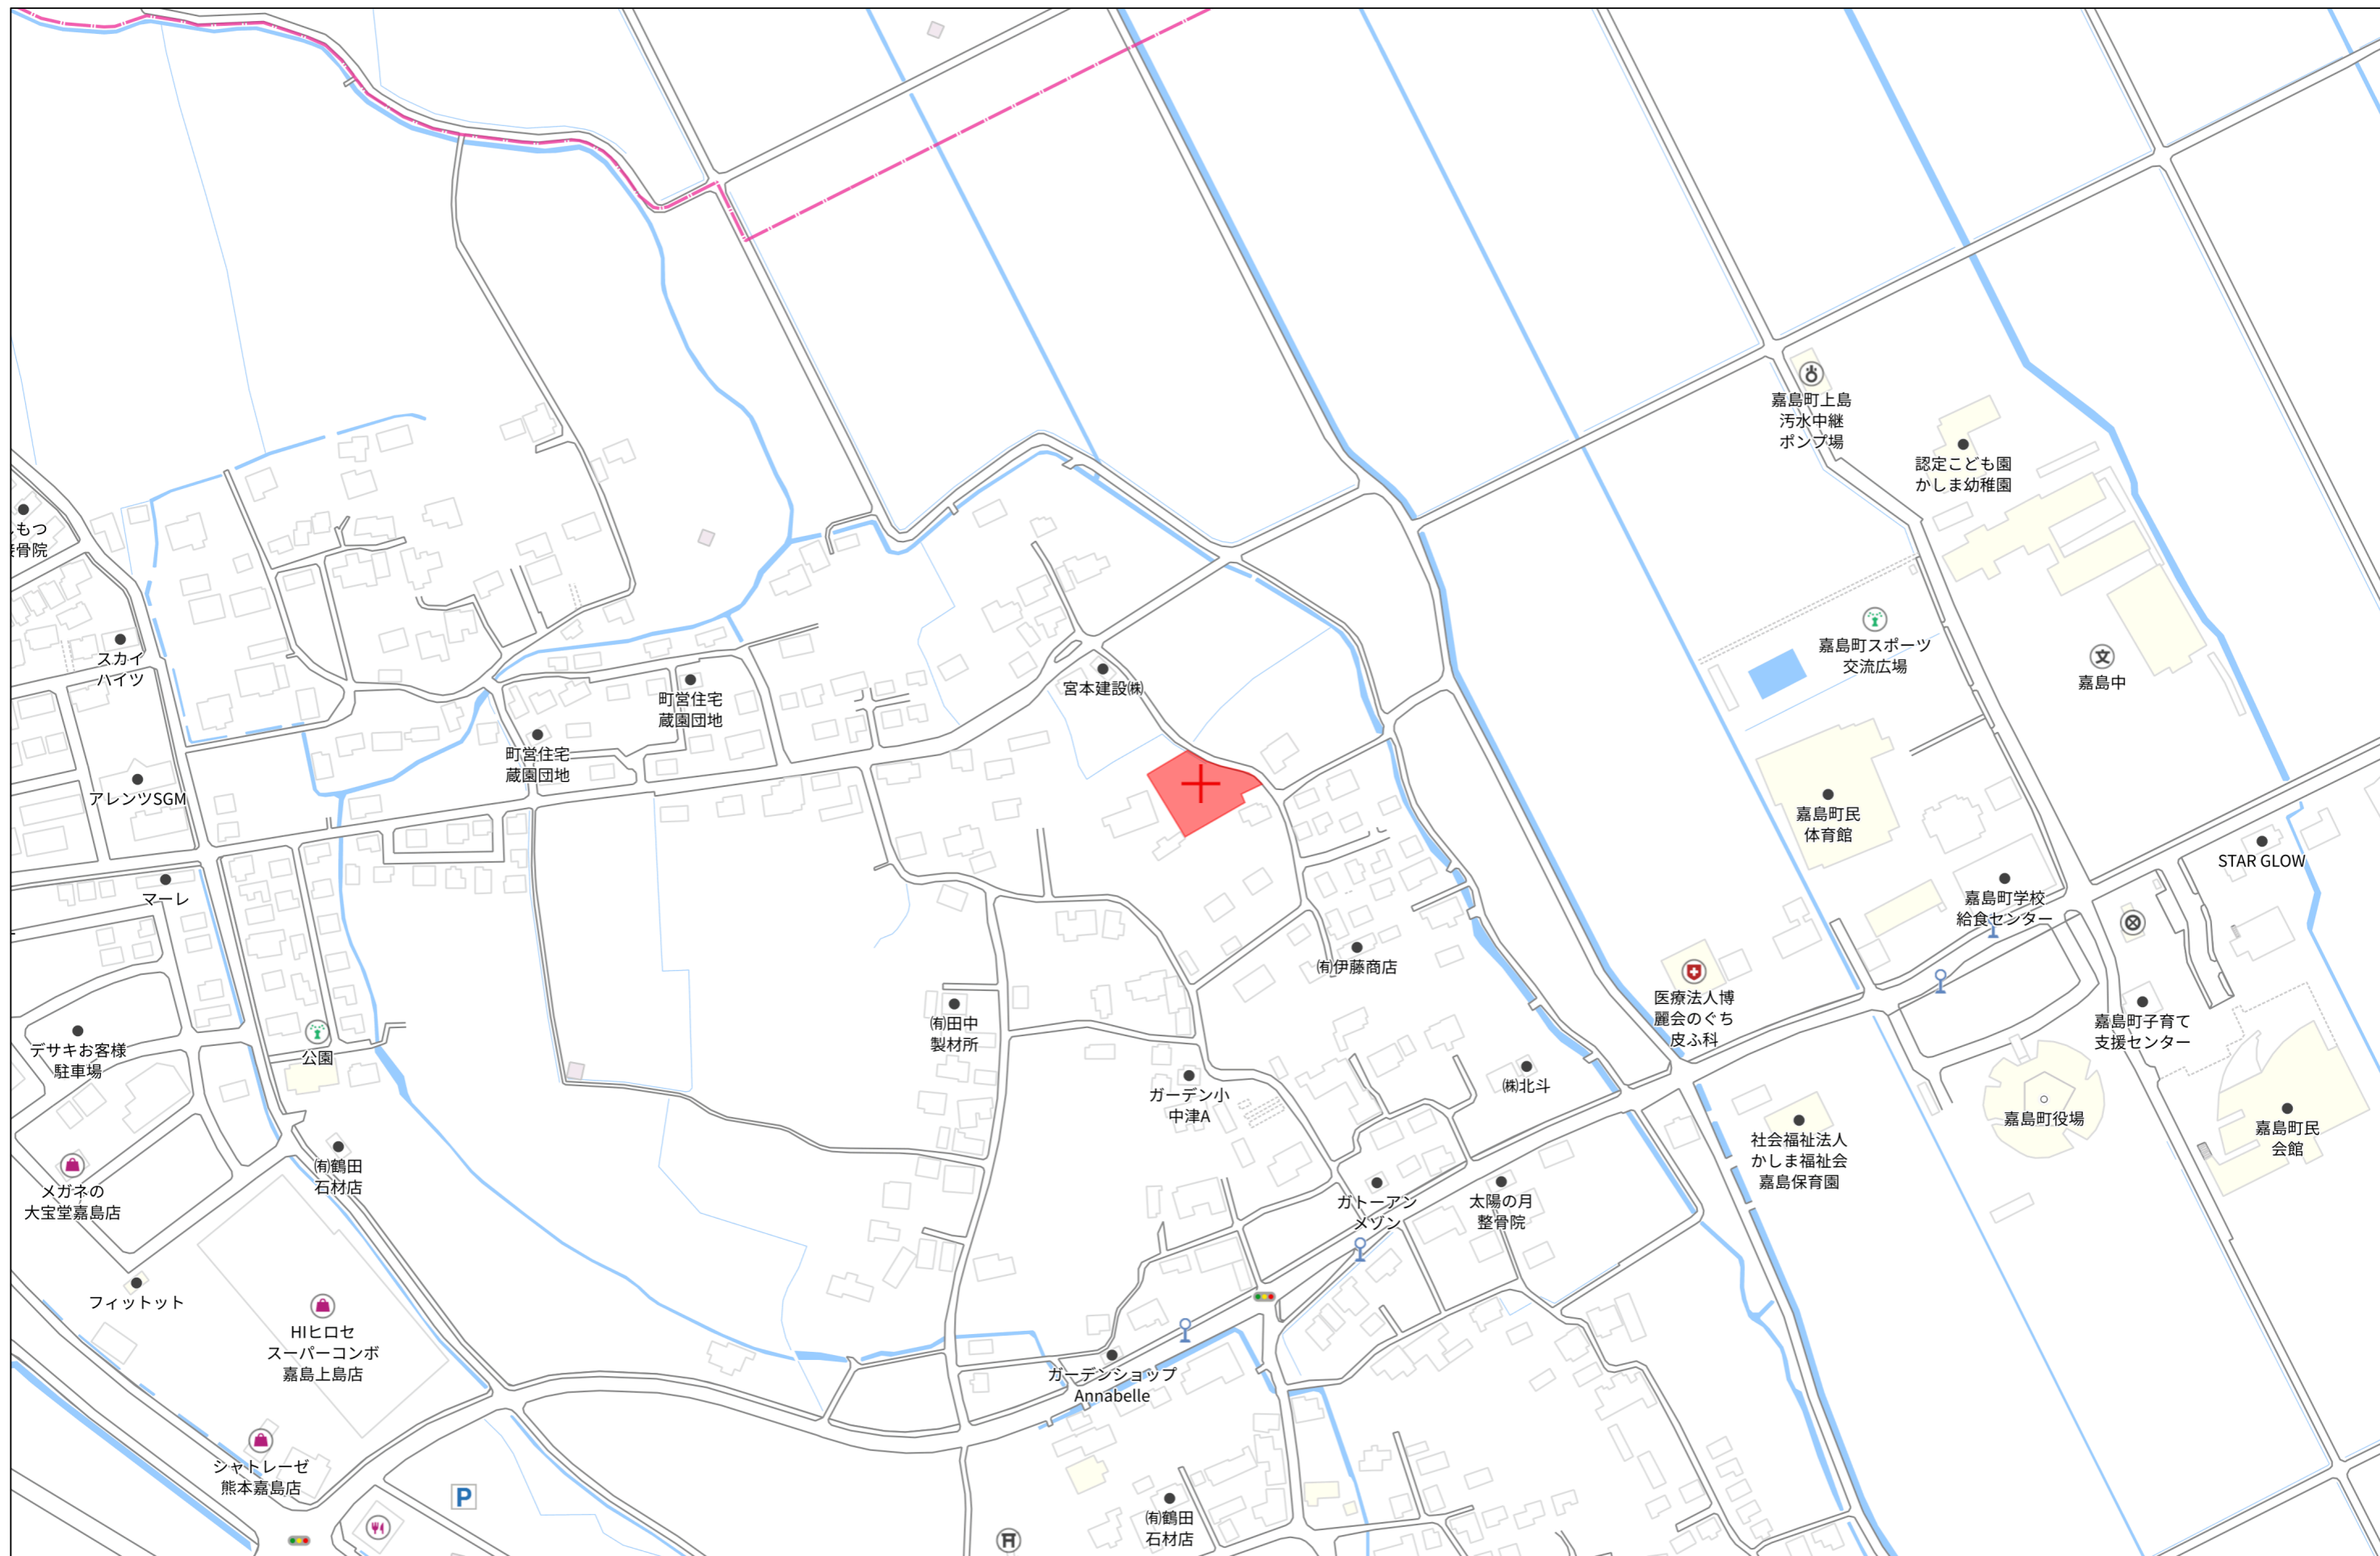 嘉島町上島
汚水中継
ポンプ場
認定こども園
かしま幼稚園
もつ
骨院
スカイ
ハイツ
町営住宅
蔵園団地
宮本建設㈱
嘉島町スポーツ
交流広場
嘉島中
町営住宅
蔵園団地
アレンツSGM
嘉島町民
体育館
STAR GLOW
マーレ
嘉島町学校
給食センター
㈲伊藤商店
医療法人博
麗会のぐち
皮ふ科
㈲田中
製材所
嘉島町子育て
支援センター
デサキお客様
駐車場
公園
ガーデン小
中津A
㈱北斗
嘉島町役場
嘉島町民
会館
社会福祉法人
かしま福祉会
嘉島保育園
㈲鶴田
石材店
メガネの
大宝堂嘉島店
ガトーアン
メゾン
太陽の月
整骨院
フィットット
HIヒロセ
スーパーコンボ
嘉島上島店
ガーデンショップ
Annabelle
シャトレーゼ
熊本嘉島店
P
㈲鶴田
石材店